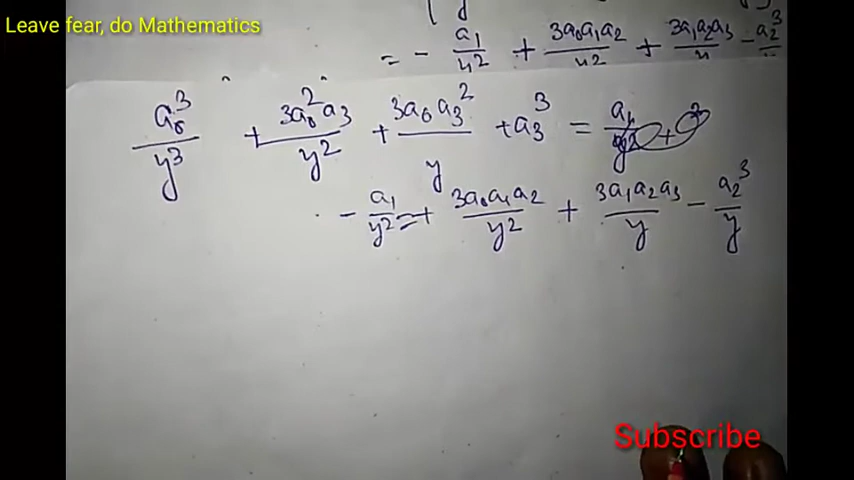 Leave fear, do Mathematics
= - a₁/y² + 3a₀a₁a₂/y² + 3a₁a₂a₃/y - a₂³/y
a₀³/y³ + 3a₀²a₃/y² + 3a₀a₃²/y + a₃³ = a₁
- a₁/y² = + 3a₀a₁a₂/y² + 3a₁a₂a₃/y - a₂³/y
Subscribe